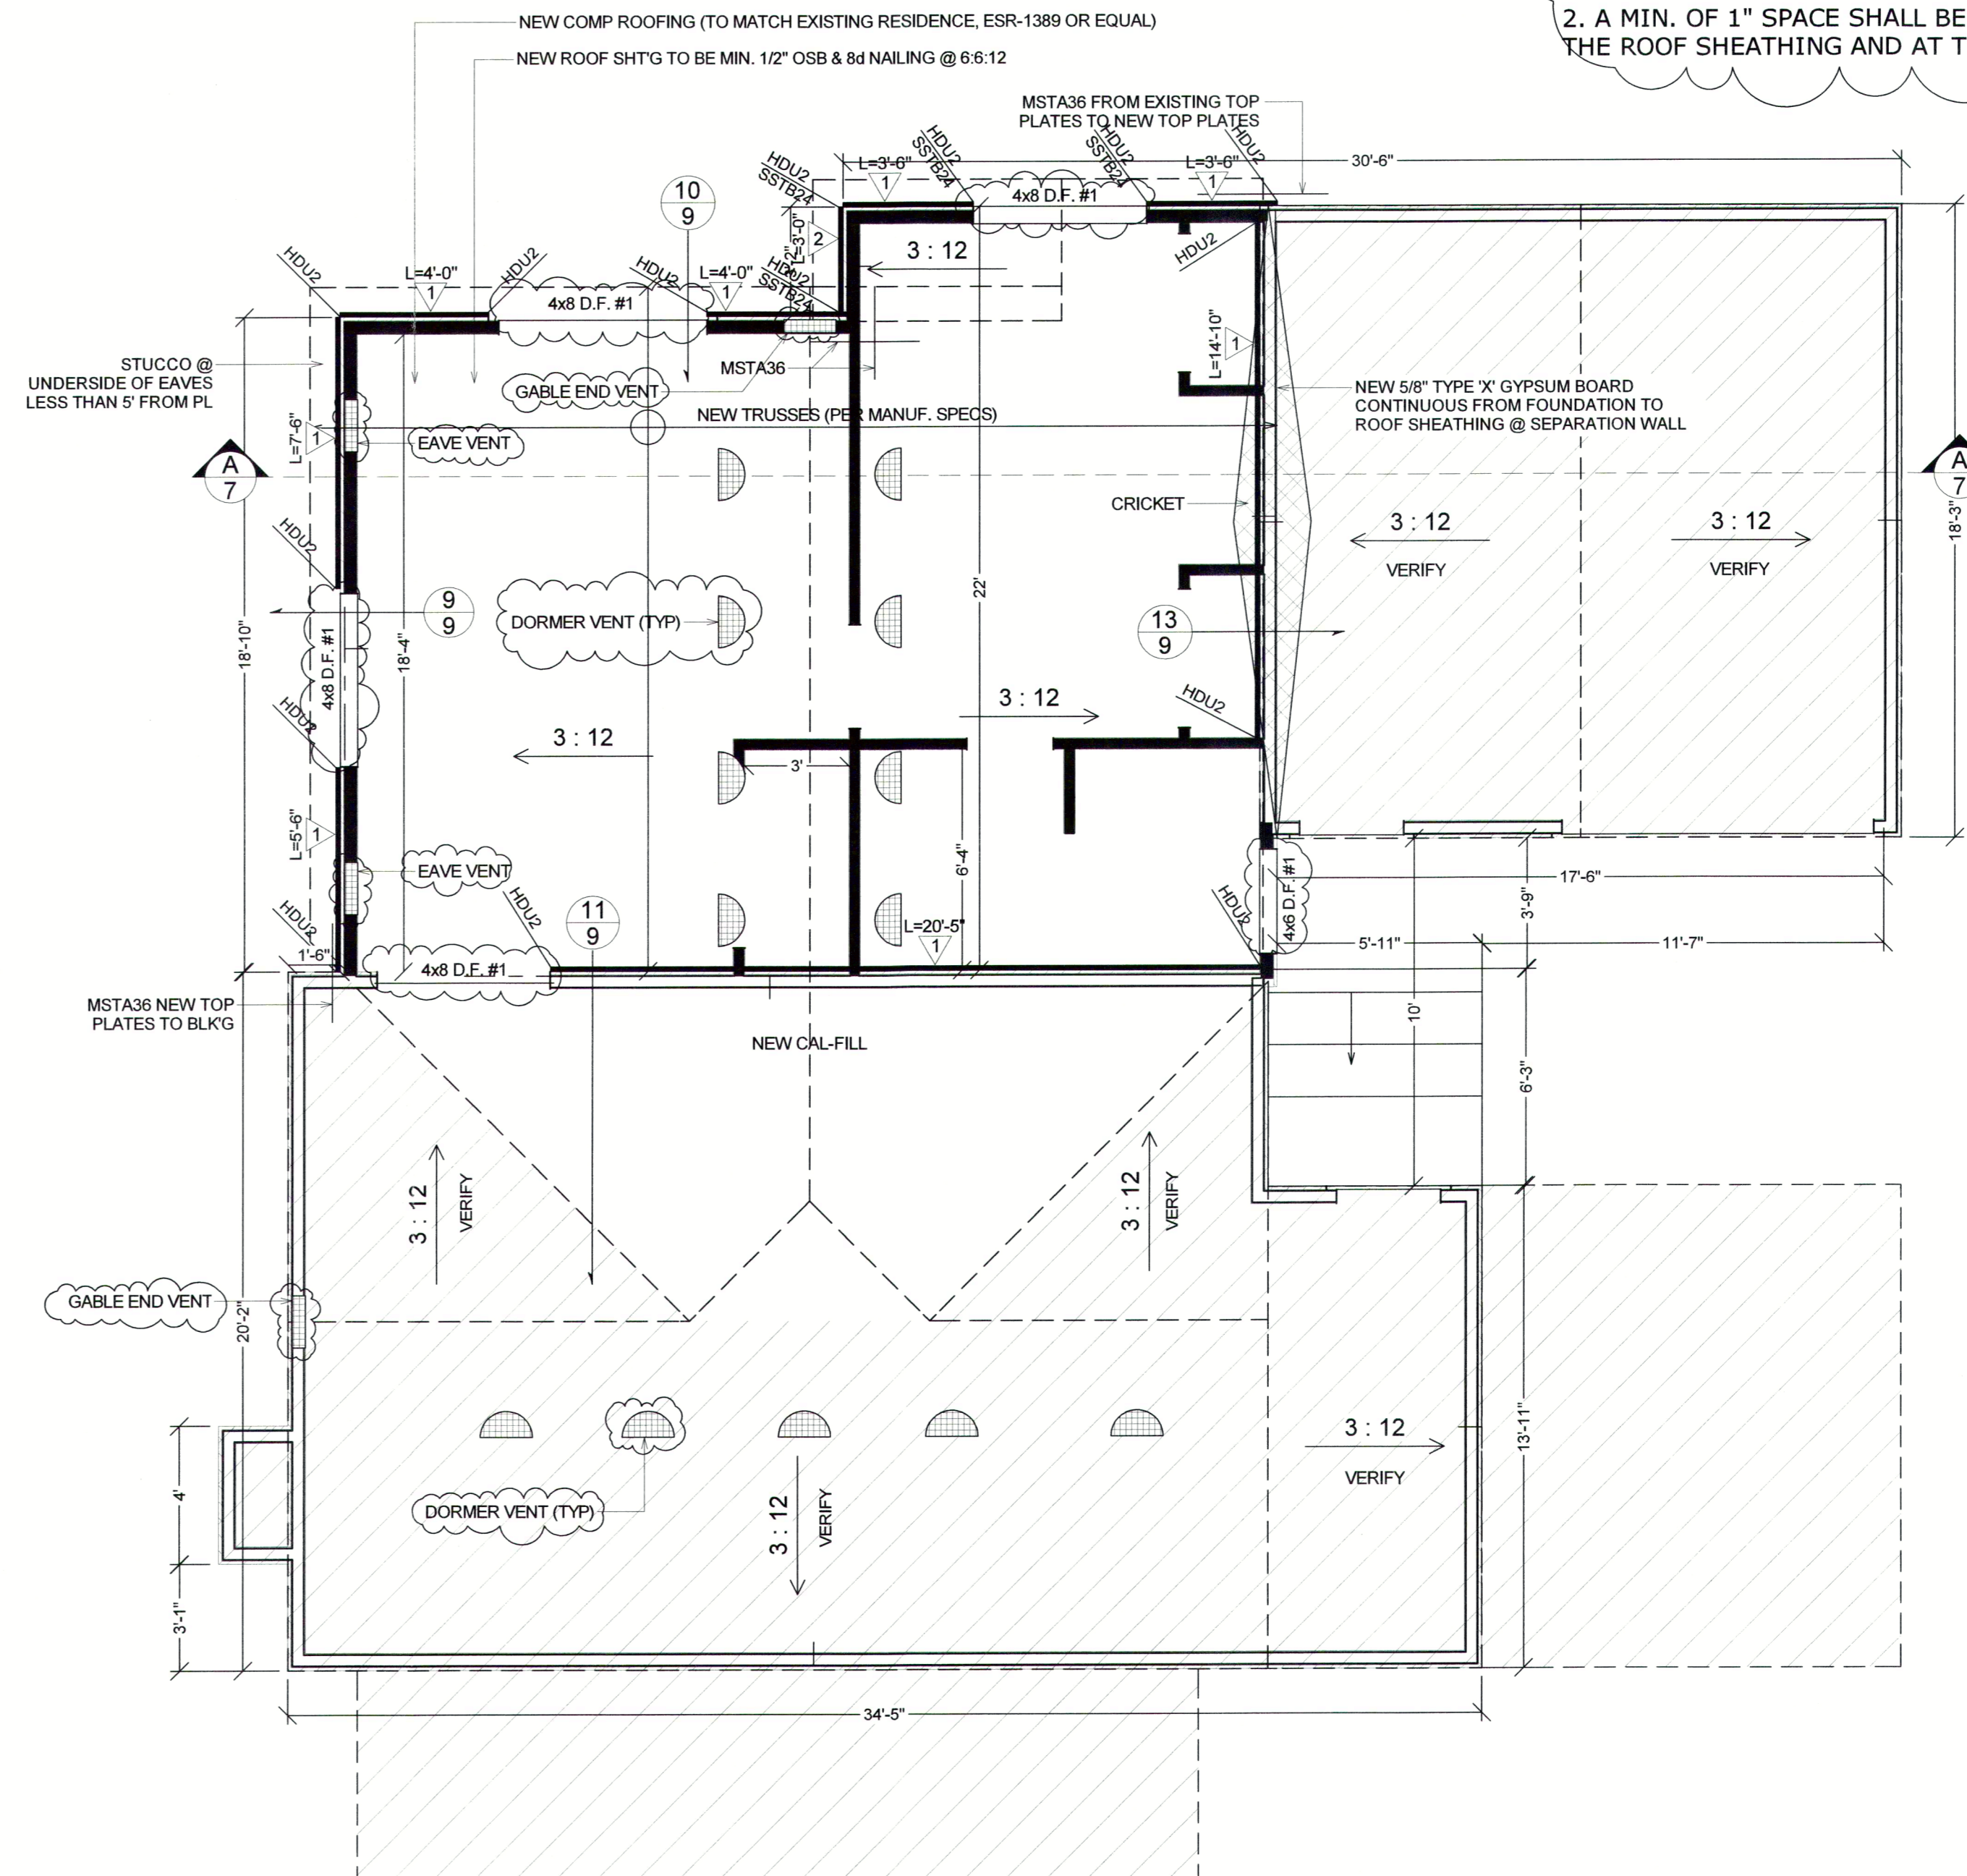 NEW COMP ROOFING (TO MATCH EXISTING RESIDENCE, ESR-1389 OR EQUAL)
NEW ROOF SHT'G TO BE MIN. 1/2" OSB & 8d NAILING @ 6:6:12
2. A MIN. OF 1" SPACE SHALL BE
THE ROOF SHEATHING AND AT T
MSTA36 FROM EXISTING TOP
PLATES TO NEW TOP PLATES
HDU2
SSTB24
HDU2
SSTB24
HDU2
HDU2
SSTB24
L=3'-6"
1
L=3'-6"
1
30'-6"
4x8 D.F. #1
10
9
L=3'-0"
2
3 : 12
HDU2
HDU2
L=4'-0"
1
HDU2
HDU2
L=4'-0"
1
HDU2
SSTB24
4x8 D.F. #1
STUCCO @
UNDERSIDE OF EAVES
LESS THAN 5' FROM PL
MSTA36
GABLE END VENT
L=14'-10"
1
NEW 5/8" TYPE 'X' GYPSUM BOARD
CONTINUOUS FROM FOUNDATION TO
ROOF SHEATHING @ SEPARATION WALL
NEW TRUSSES (PER MANUF. SPECS)
L=7'-6"
1
EAVE VENT
A
7
A
7
CRICKET
18'-3"
3 : 12
VERIFY
3 : 12
VERIFY
HDU2
9
9
DORMER VENT (TYP)
22'
13
9
18'-10"
18'-4"
4x8 D.F. #1
HDU2
3 : 12
HDU2
3 : 12
3'
L=5'-6"
1
EAVE VENT
6'-4"
4x6 D.F. #1
17'-6"
3'-9"
HDU2
HDU2
11
9
HDU2
L=20'-5"
1
5'-11"
11'-7"
1'-6"
4x8 D.F. #1
MSTA36 NEW TOP
PLATES TO BLK'G
10'
NEW CAL-FILL
6'-3"
3 : 12
VERIFY
3 : 12
VERIFY
GABLE END VENT
20'-2"
3 : 12
VERIFY
13'-11"
4'
DORMER VENT (TYP)
3 : 12
VERIFY
3'-1"
34'-5"